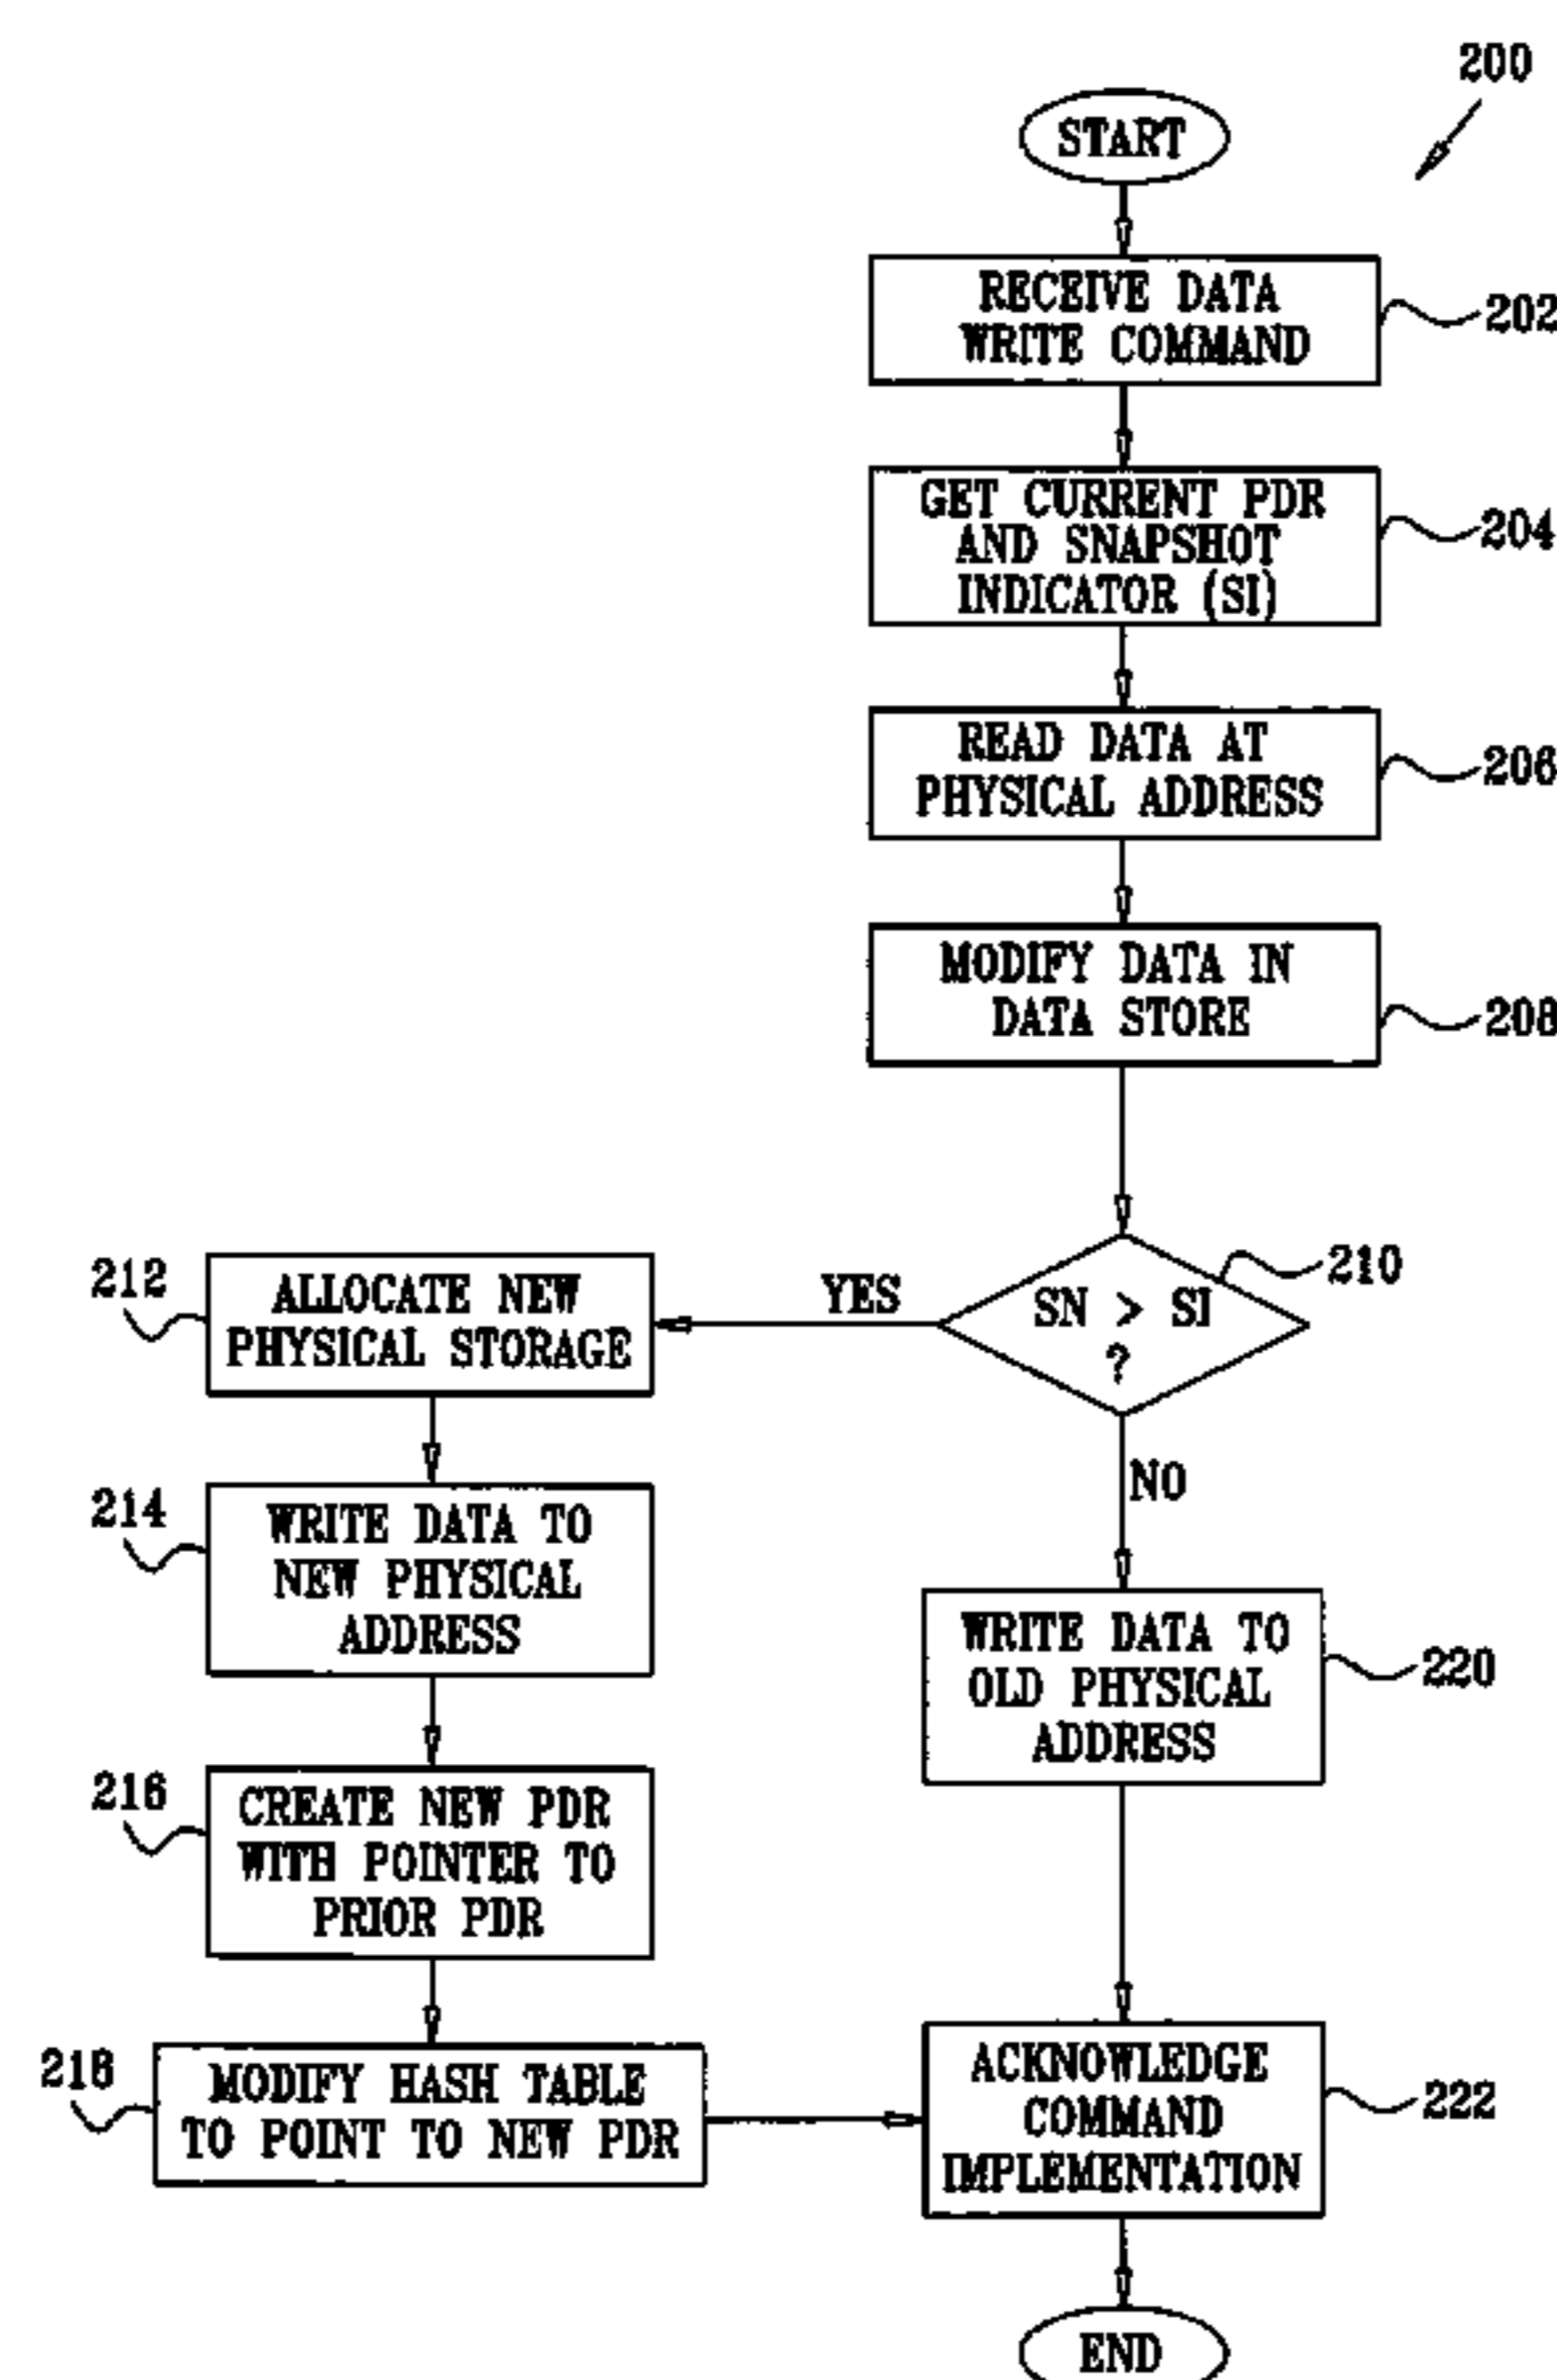 200
START
RECEIVE DATA
WRITE COMMAND
202
GET CURRENT PDR
AND SNAPSHOT
INDICATOR (SI)
204
READ DATA AT
PHYSICAL ADDRESS
206
MODIFY DATA IN
DATA STORE
208
SN > SI
?
210
YES
NO
212
ALLOCATE NEW
PHYSICAL STORAGE
214
WRITE DATA TO
NEW PHYSICAL
ADDRESS
216
CREATE NEW PDR
WITH POINTER TO
PRIOR PDR
218
MODIFY HASH TABLE
TO POINT TO NEW PDR
WRITE DATA TO
OLD PHYSICAL
ADDRESS
220
ACKNOWLEDGE
COMMAND
IMPLEMENTATION
222
END